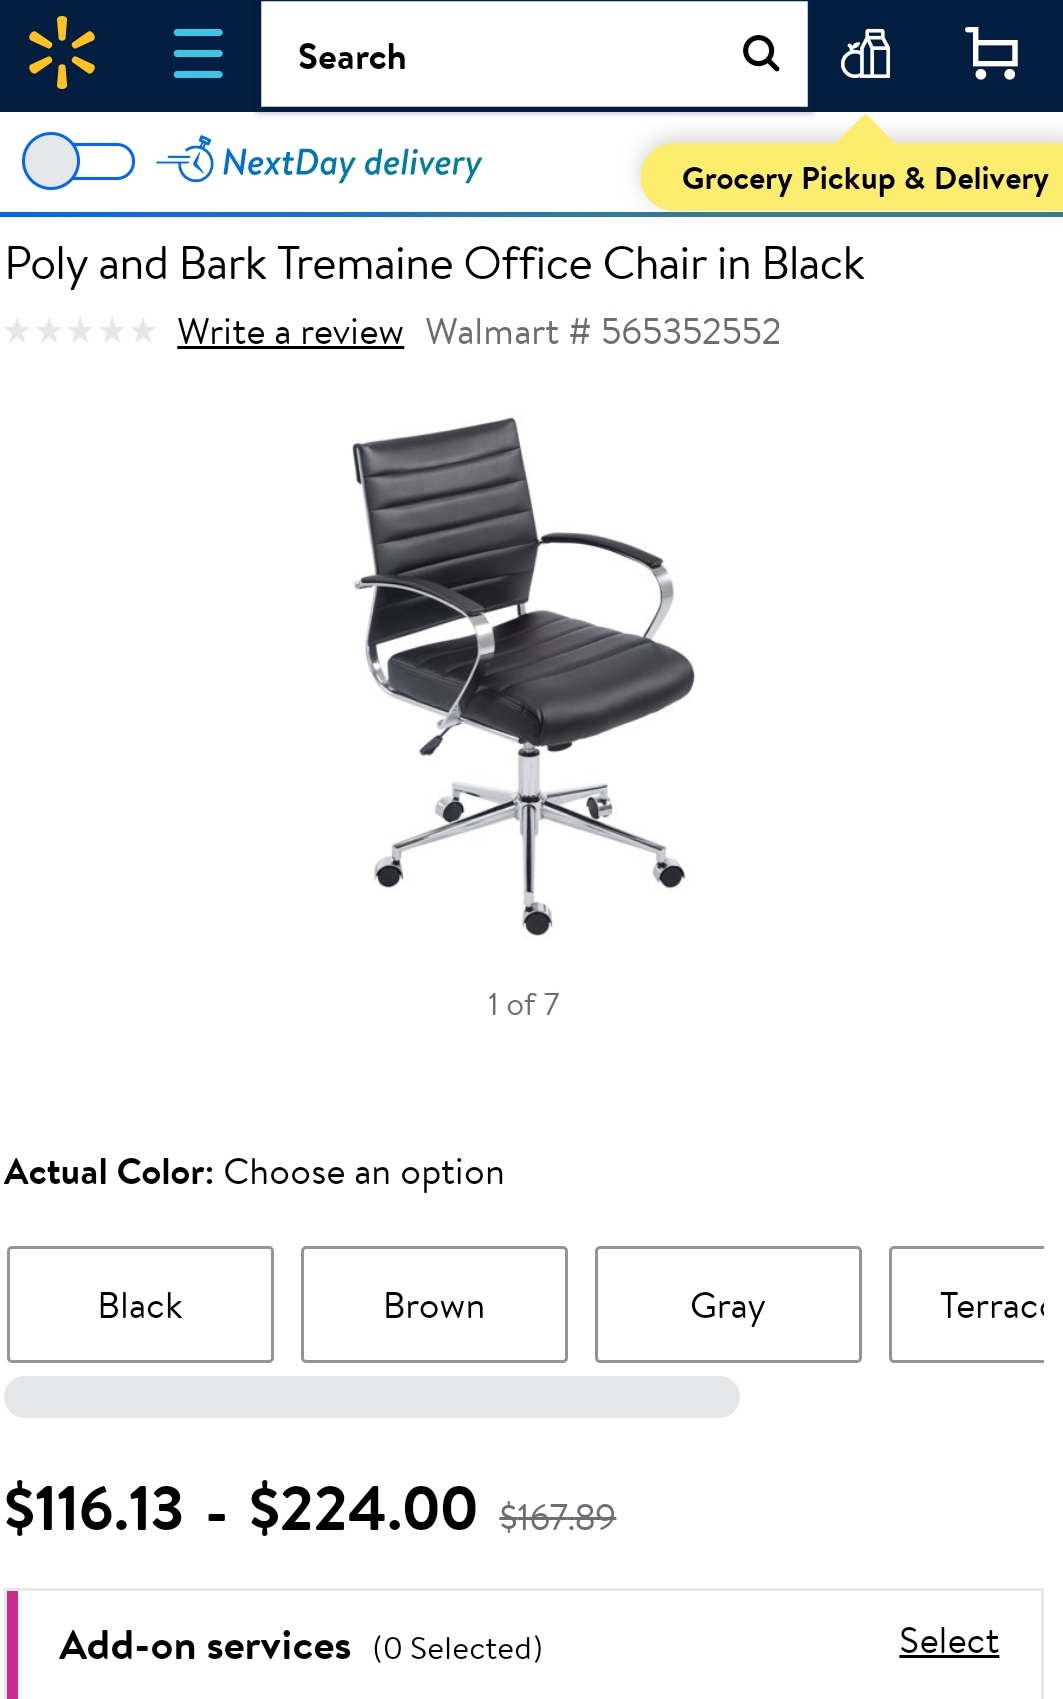 Search
NextDay delivery
Grocery Pickup & Delivery
Poly and Bark Tremaine Office Chair in Black
Write a review Walmart # 565352552
1 of 7
Actual Color: Choose an option
Black Brown Gray
$116.13 - $224.00 $167.89
Add-on services (0 Selected) Select